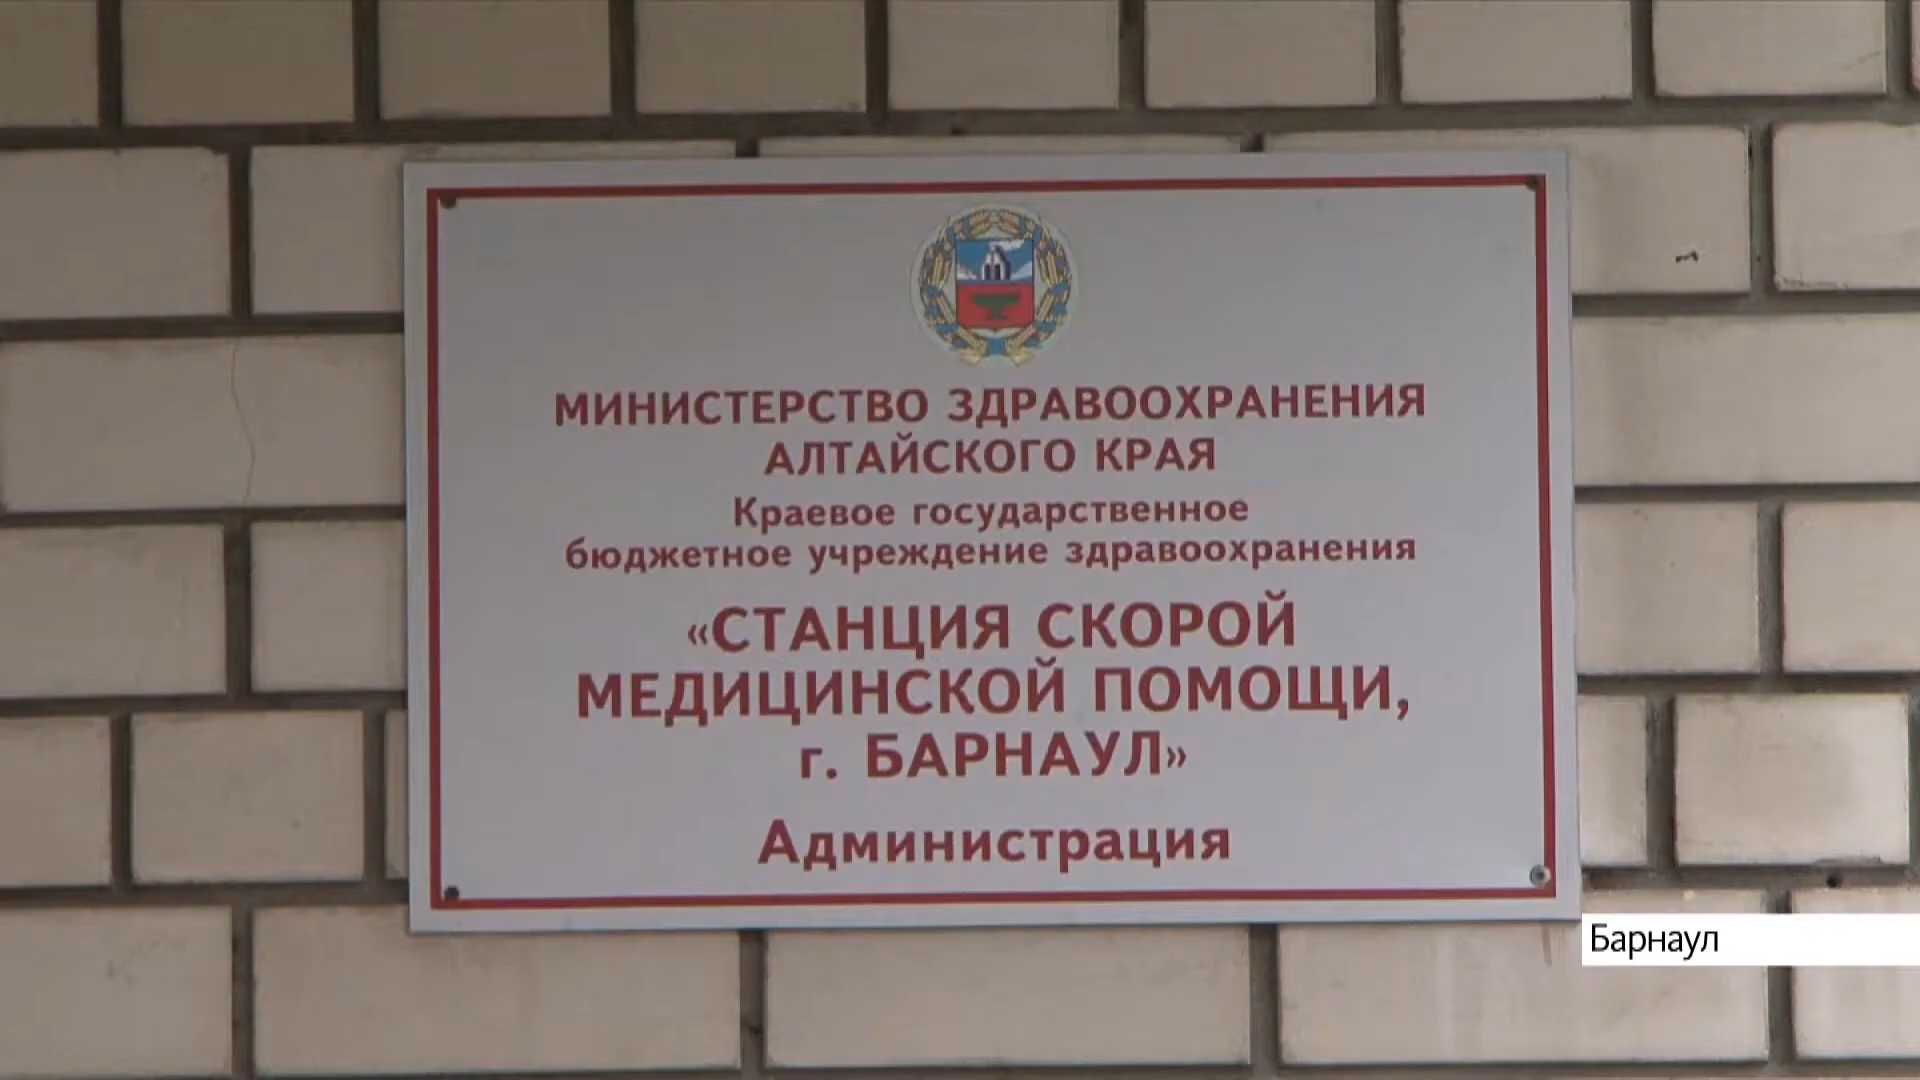 МИНИСТЕРСТВО ЗДРАВООХРАНЕНИЯ
АЛТАЙСКОГО КРАЯ
Краевое государственное
бюджетное учреждение здравоохранения
«СТАНЦИЯ СКОРОЙ
МЕДИЦИНСКОЙ ПОМОЩИ,
г. БАРНАУЛ»
Администрация
Барнаул